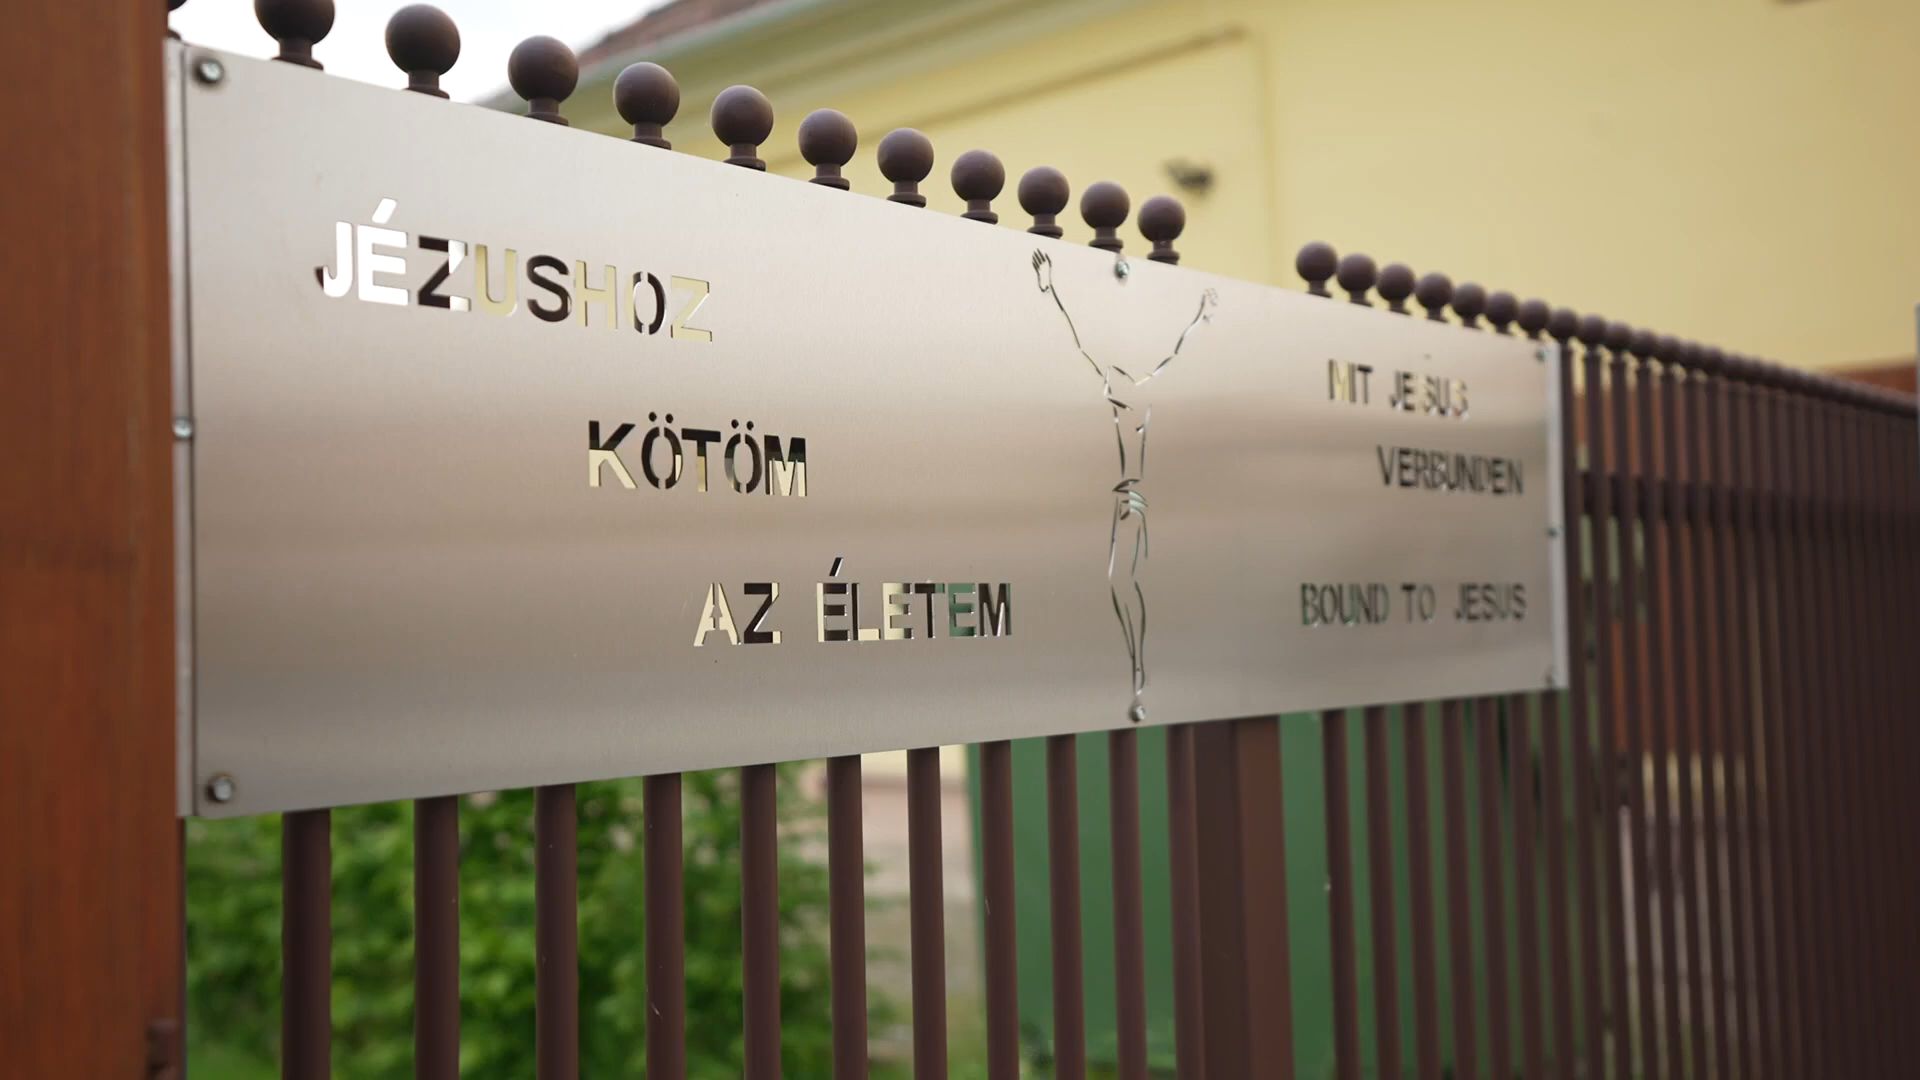 JÉZUSHOZ
KÖTÖM
AZ ÉLETEM
MIT JESUS
VERBUNDEN
BOUND TO JESUS